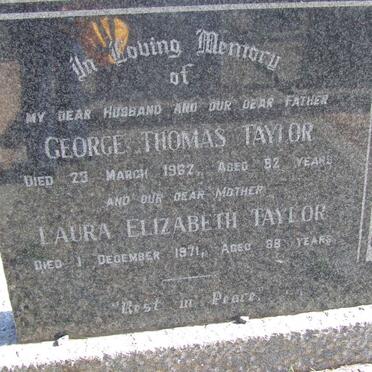 In Loving Memory
of
MY DEAR HUSBAND AND OUR DEAR FATHER
GEORGE THOMAS TAYLOR
DIED 23 MARCH 1962, AGED 82 YEARS
AND OUR DEAR MOTHER
LAURA ELIZABETH TAYLOR
DIED 1 DECEMBER 1971, AGED 88 YEARS
"Rest in Peace."